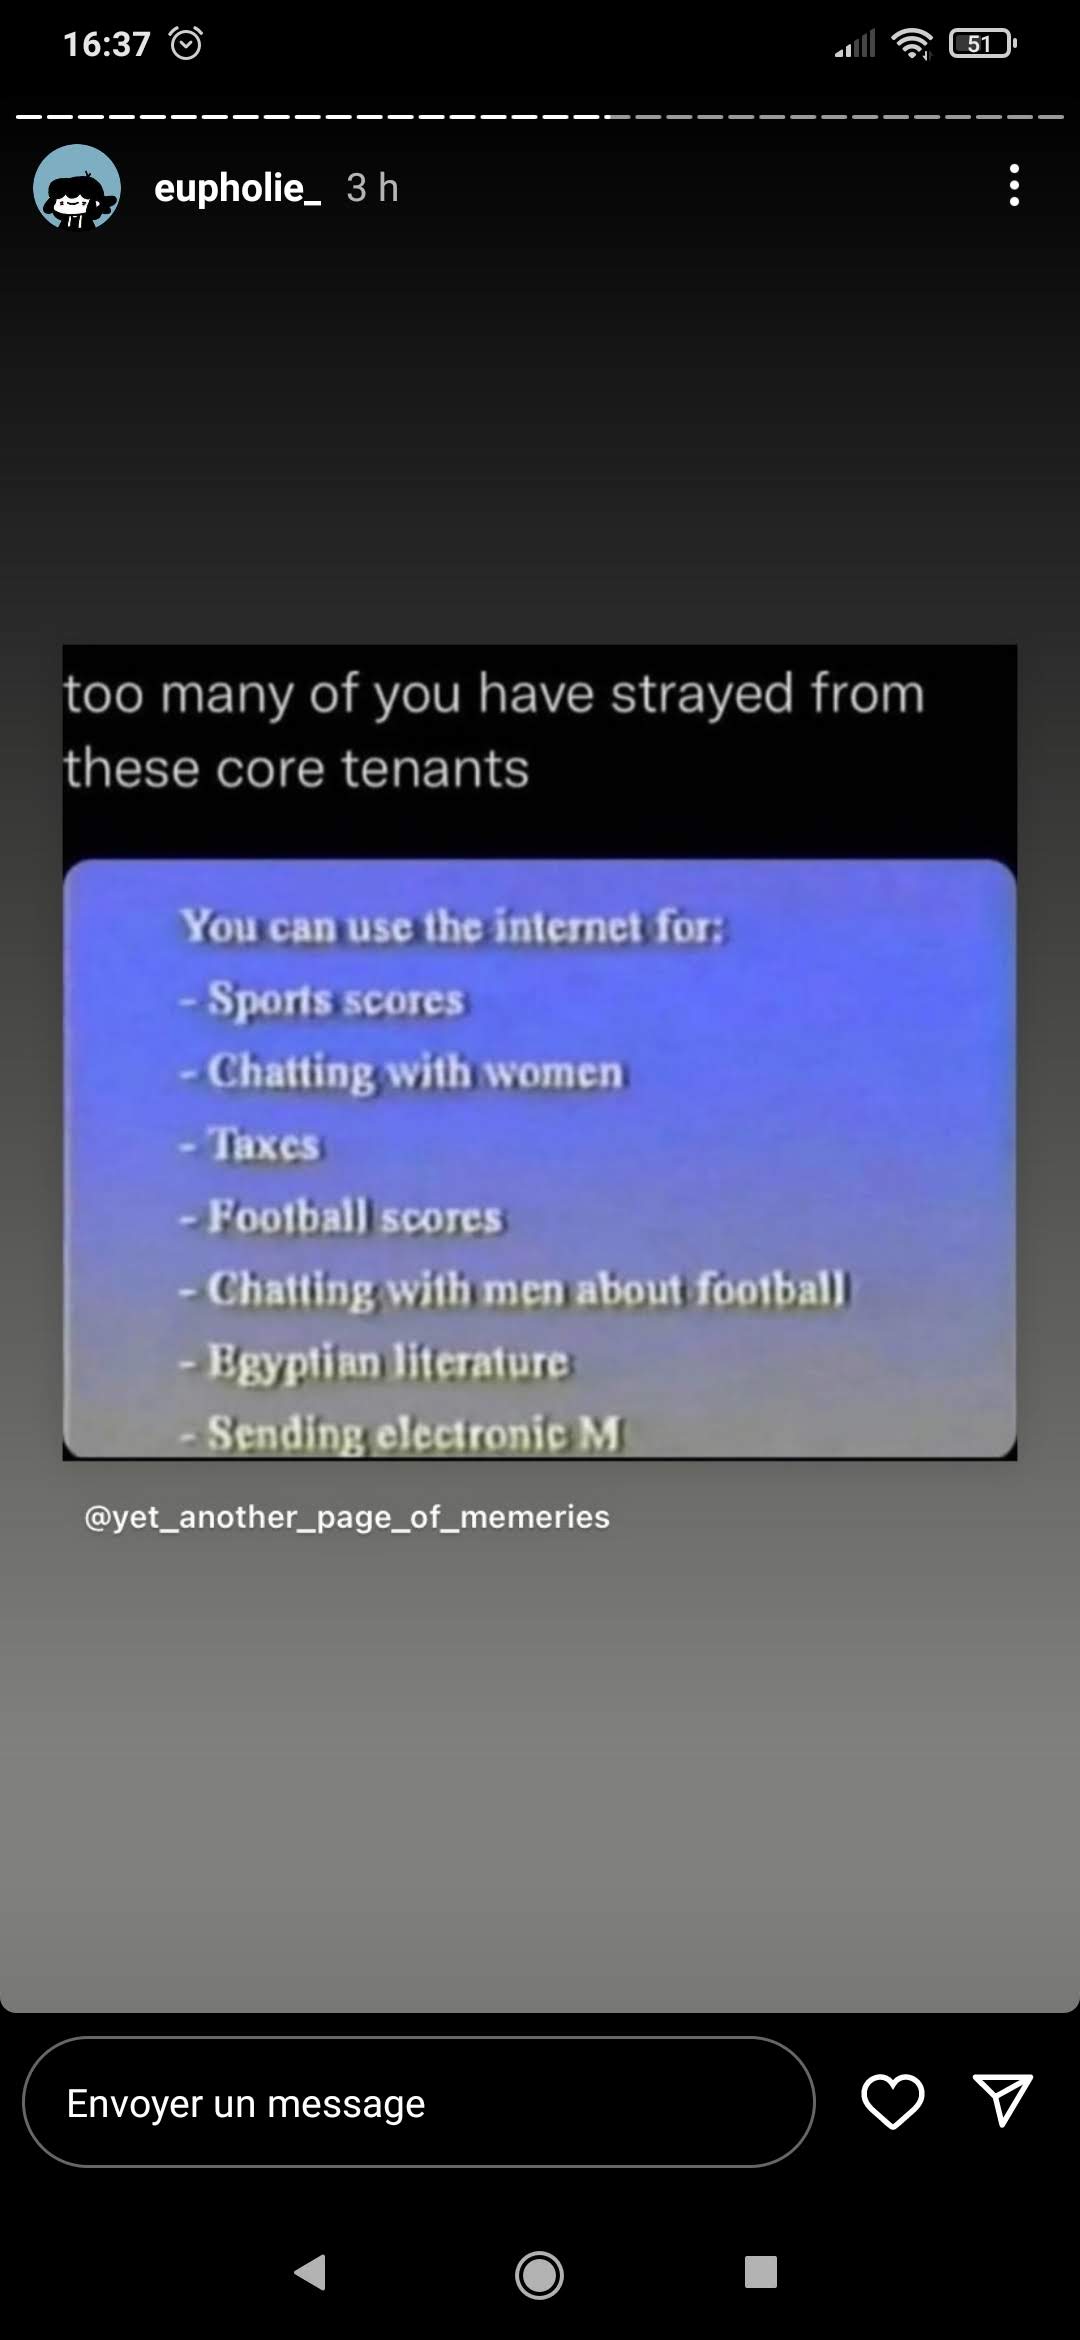 16:37
51
eupholie_ 3 h
too many of you have strayed from
these core tenants
You can use the internet for:
- Sports scores
- Chatting with women
- Taxes
- Football scores
- Chatting with men about football
- Egyptian literature
- Sending electronic M
@yet_another_page_of_memeries
Envoyer un message